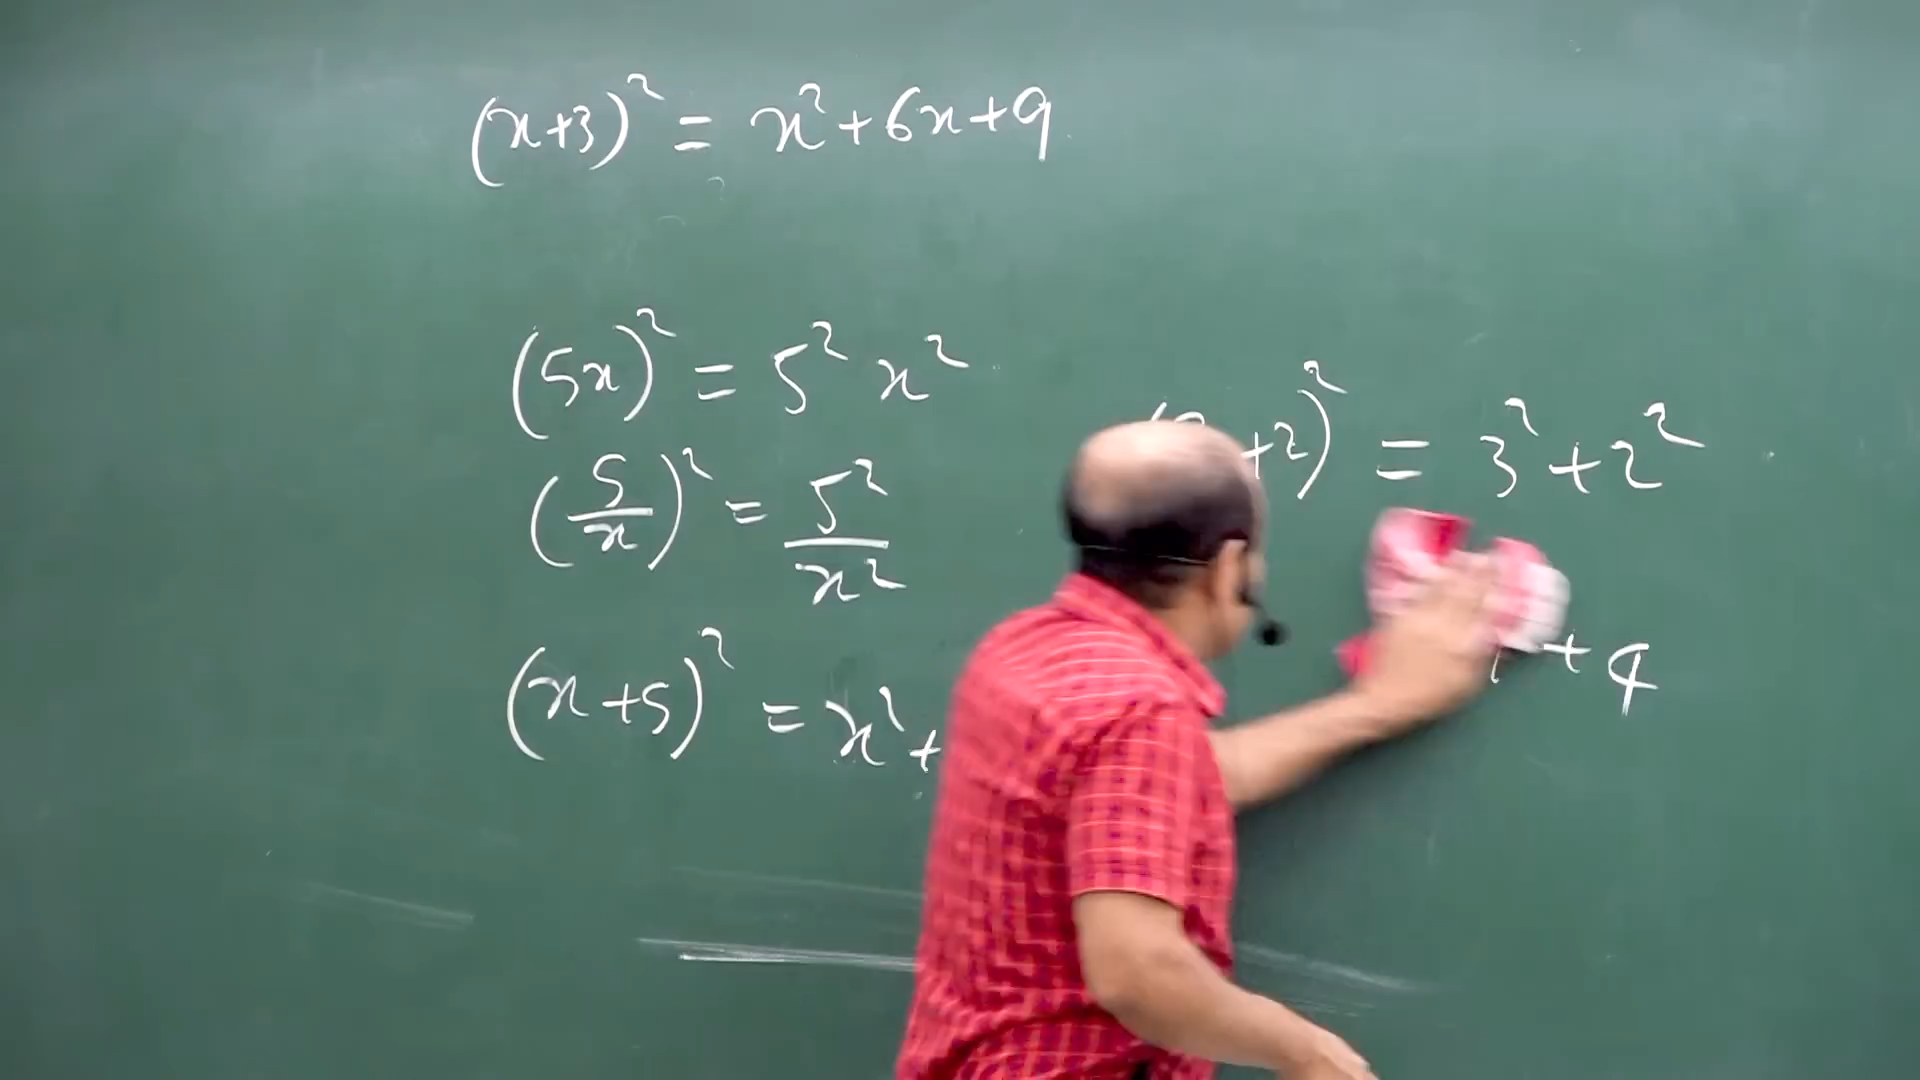 (x+3)² = x²+6x+9
(5x)² = 5² x²
(5/x)² = 5²/x²
(x+5)² = x²+
+2)² = 3²+2²
+4